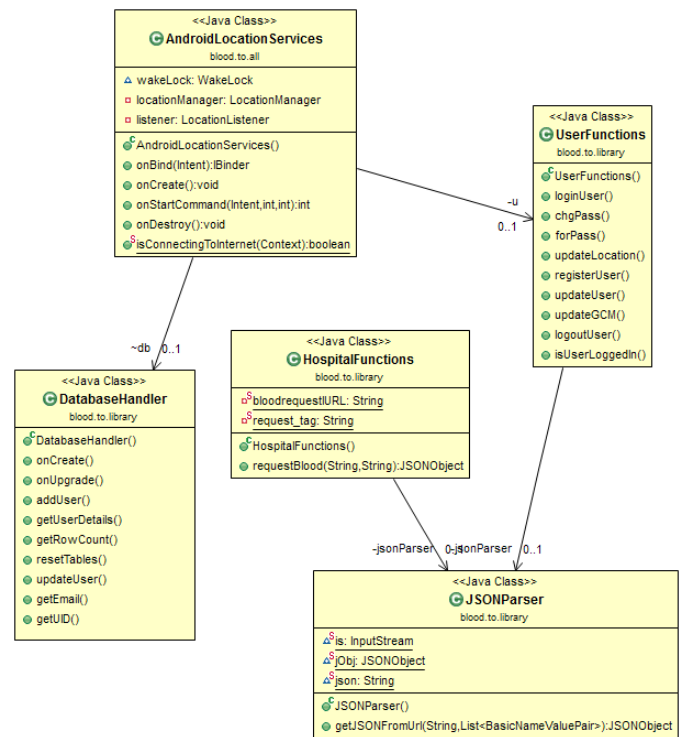 <<Java Class>>
AndroidLocationServices
blood.to.all
wakeLock: WakeLock
locationManager: LocationManager
listener: LocationListener
AndroidLocationServices()
onBind(Intent):IBinder
onCreate():void
onStartCommand(Intent,int,int):int
onDestroy():void
isConnectingToInternet(Context):boolean
<<Java Class>>
UserFunctions
blood.to.library
UserFunctions()
loginUser()
chgPass()
forPass()
updateLocation()
registerUser()
updateUser()
updateGCM()
logoutUser()
isUserLoggedIn()
-u
0..1
~db
0..1
<<Java Class>>
DatabaseHandler
blood.to.library
DatabaseHandler()
onCreate()
onUpgrade()
addUser()
getUserDetails()
getRowCount()
resetTables()
updateUser()
getEmail()
getUID()
<<Java Class>>
HospitalFunctions
blood.to.library
bloodrequestURL: String
request_tag: String
HospitalFunctions()
requestBlood(String,String):JSONObject
-jsonParser
-jsonParser
0..1
<<Java Class>>
JSONParser
blood.to.library
is: InputStream
jObj: JSONObject
json: String
JSONParser()
getJSONFromUrl(String,List<BasicNameValuePair>):JSONObject